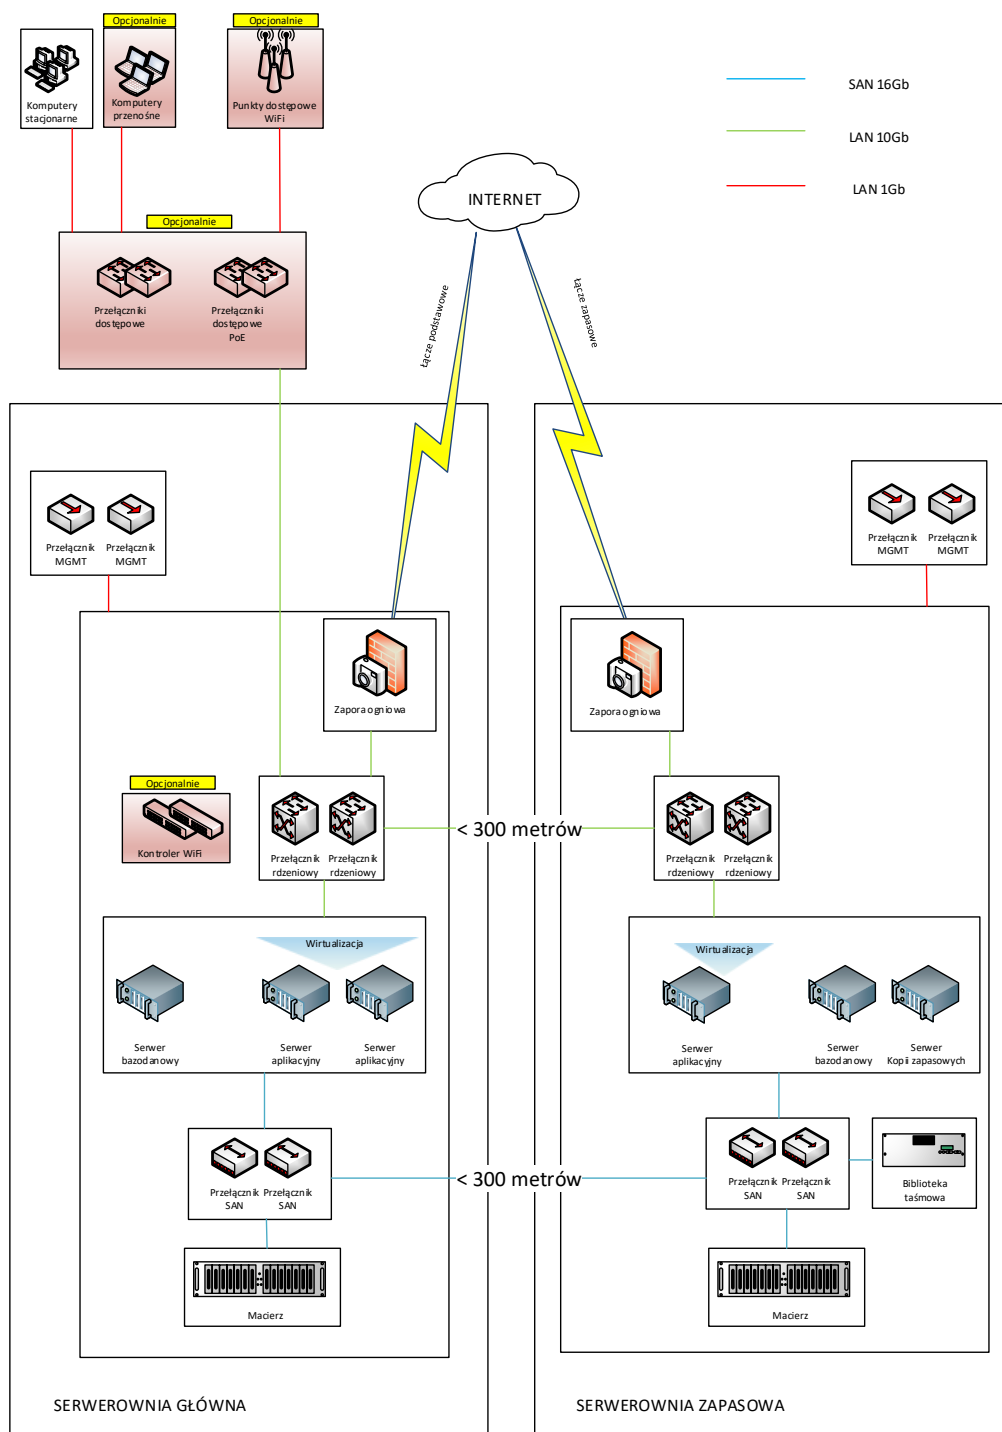 Opcjonalnie
Opcjonalnie
Komputery
stacjonarne
Komputery
przenośne
Punkty dostępowe
WiFi
SAN 16Gb
LAN 10Gb
LAN 1Gb
INTERNET
Opcjonalnie
Przełączniki
dostępowe
Przełączniki
dostępowe
PoE
Łącze podstawowe
Łącze zapasowe
Przełącznik
MGMT
Przełącznik
MGMT
Przełącznik
MGMT
Przełącznik
MGMT
Zapora ogniowa
Zapora ogniowa
Opcjonalnie
Kontroler WiFi
Przełącznik
rdzeniowy
Przełącznik
rdzeniowy
< 300 metrów
Przełącznik
rdzeniowy
Przełącznik
rdzeniowy
Wirtualizacja
Serwer
bazodanowy
Serwer
aplikacyjny
Serwer
aplikacyjny
Wirtualizacja
Serwer
aplikacyjny
Serwer
bazodanowy
Serwer
Kopii zapasowych
Przełącznik
SAN
Przełącznik
SAN
< 300 metrów
Przełącznik
SAN
Przełącznik
SAN
Biblioteka
taśmowa
Macierz
Macierz
SERWEROWNIA GŁÓWNA
SERWEROWNIA ZAPASOWA